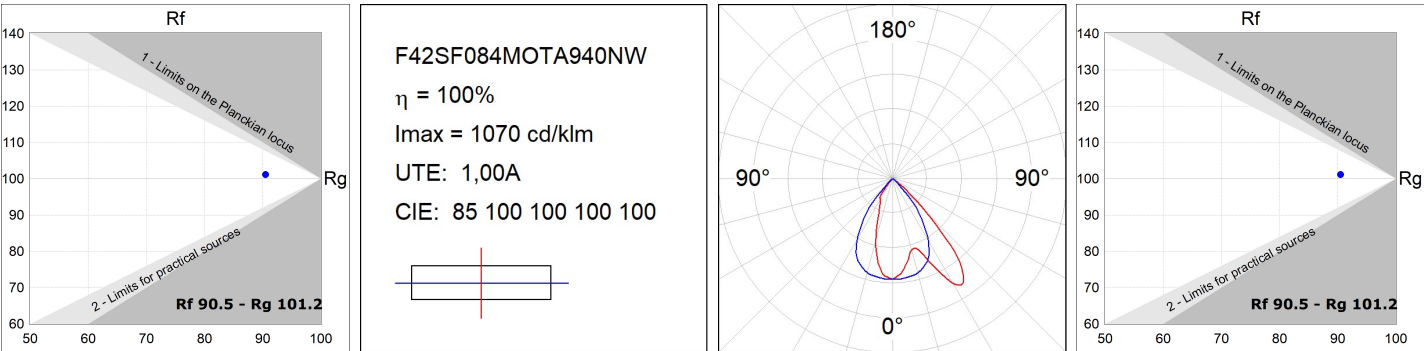 Rf
140
130
120
110
100
90
80
70
60
50 60 70 80 90 100
Rg
1 - Limits on the Planckian locus
2 - Limits for practical sources
Rf 90.5 - Rg 101.2
F42SF084MOTA940NW
η = 100%
Imax = 1070 cd/klm
UTE: 1,00A
CIE: 85 100 100 100 100
180°
90° 90°
0°
Rf
140
130
120
110
100
90
80
70
60
50 60 70 80 90 100
Rg
1 - Limits on the Planckian locus
2 - Limits for practical sources
Rf 90.5 - Rg 101.2